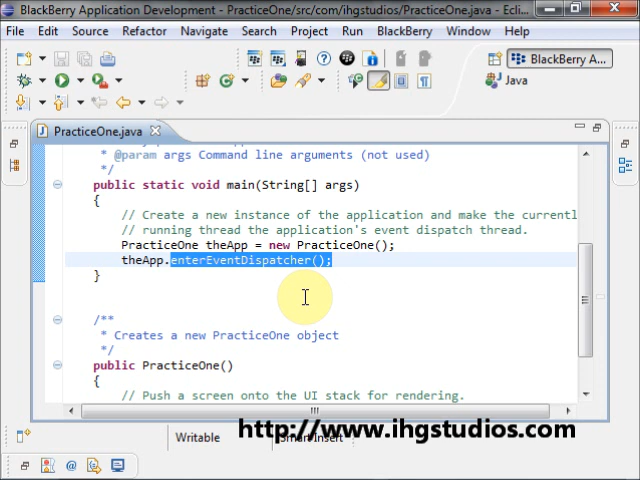 BlackBerry Application Development - PracticeOne/src/com/ihgstudios/PracticeOne.java - Ecli...
File Edit Source Refactor Navigate Search Project Run BlackBerry Window Help
BlackBerry A...
Java
PracticeOne.java
* @param args Command line arguments (not used)
*/
public static void main(String[] args)
{
// Create a new instance of the application and make the currentl
// running thread the application's event dispatch thread.
PracticeOne theApp = new PracticeOne();
theApp.enterEventDispatcher();
}
/**
* Creates a new PracticeOne object
*/
public PracticeOne()
{
// Push a screen onto the UI stack for rendering.
Writable
Smart Insert
http://www.ihgstudios.com